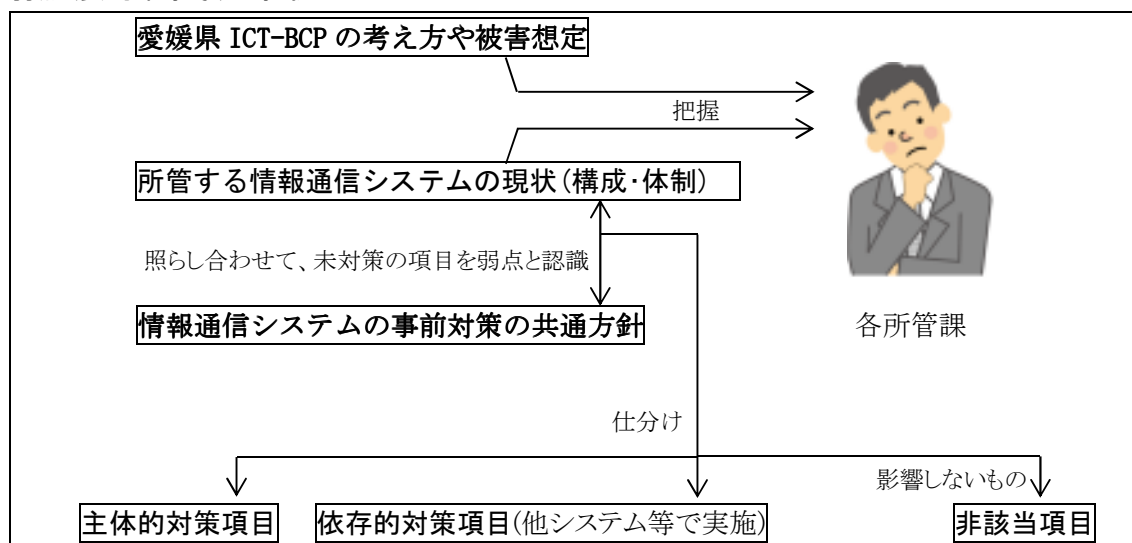 愛媛県 ICT-BCP の考え方や被害想定
把握
所管する情報通信システムの現状(構成・体制)
照らし合わせて、未対策の項目を弱点と認識
情報通信システムの事前対策の共通方針
各所管課
仕分け
影響しないもの
主体的対策項目
依存的対策項目(他システム等で実施)
非該当項目